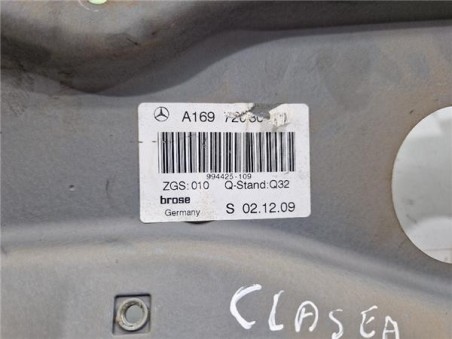 A169
994425-109
ZGS:010 Q-Stand:Q32
brose
Germany S 02.12.09
CLASE A